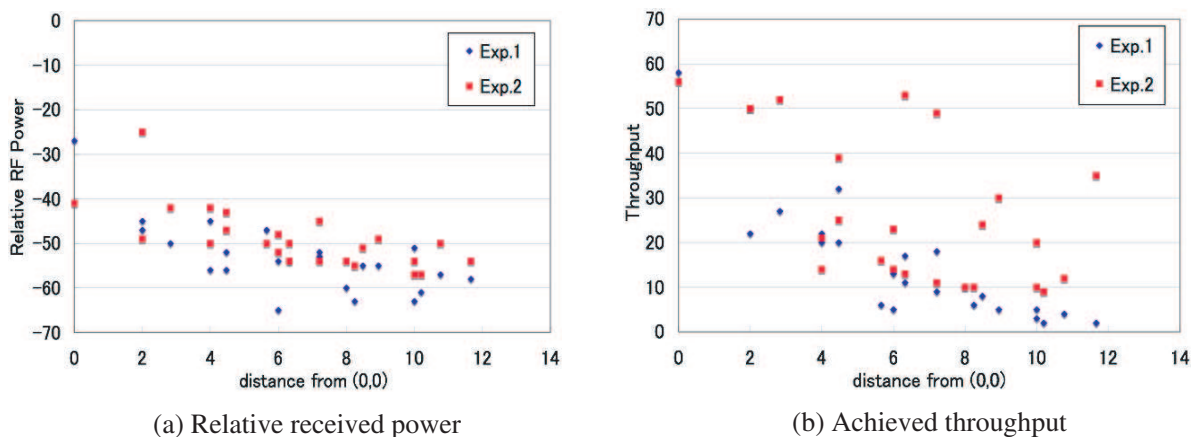 0
-10
-20
-30
-40
-50
-60
-70
Relative RF Power
Exp.1
Exp.2
0 2 4 6 8 10 12 14
distance from (0,0)
(a) Relative received power
70
60
50
40
30
20
10
0
Throughput
Exp.1
Exp.2
0 2 4 6 8 10 12 14
distance from (0,0)
(b) Achieved throughput